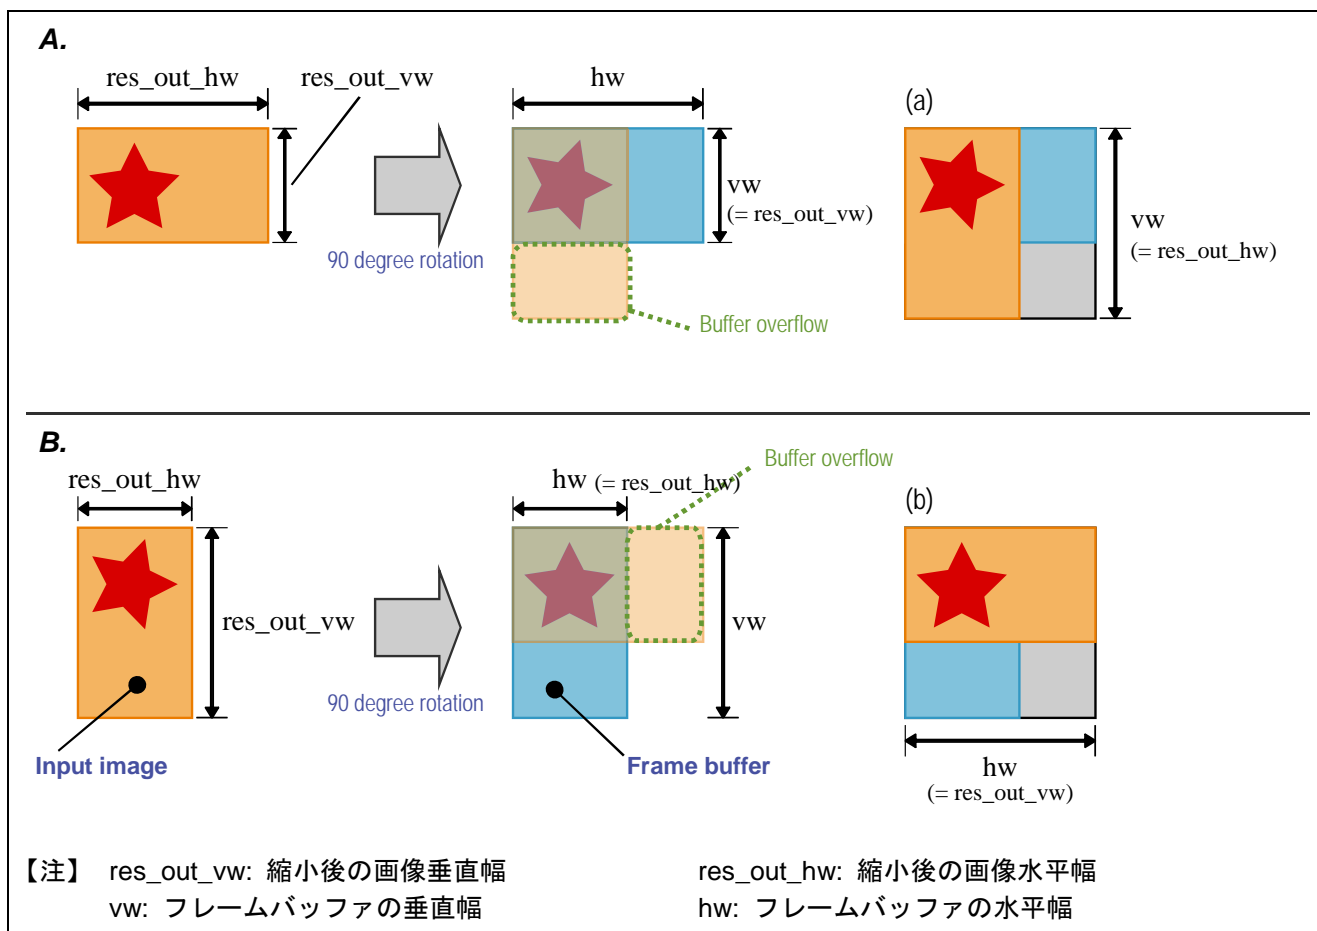 A.
res_out_hw
res_out_vw
90 degree rotation
hw
vw
(= res_out_vw)
Buffer overflow
(a)
vw
(= res_out_hw)
B.
res_out_hw
res_out_vw
Input image
90 degree rotation
hw (= res_out_hw)
Buffer overflow
vw
Frame buffer
(b)
hw
(= res_out_vw)
【注】 res_out_vw: 縮小後の画像垂直幅 res_out_hw: 縮小後の画像水平幅
vw: フレームバッファの垂直幅 hw: フレームバッファの水平幅